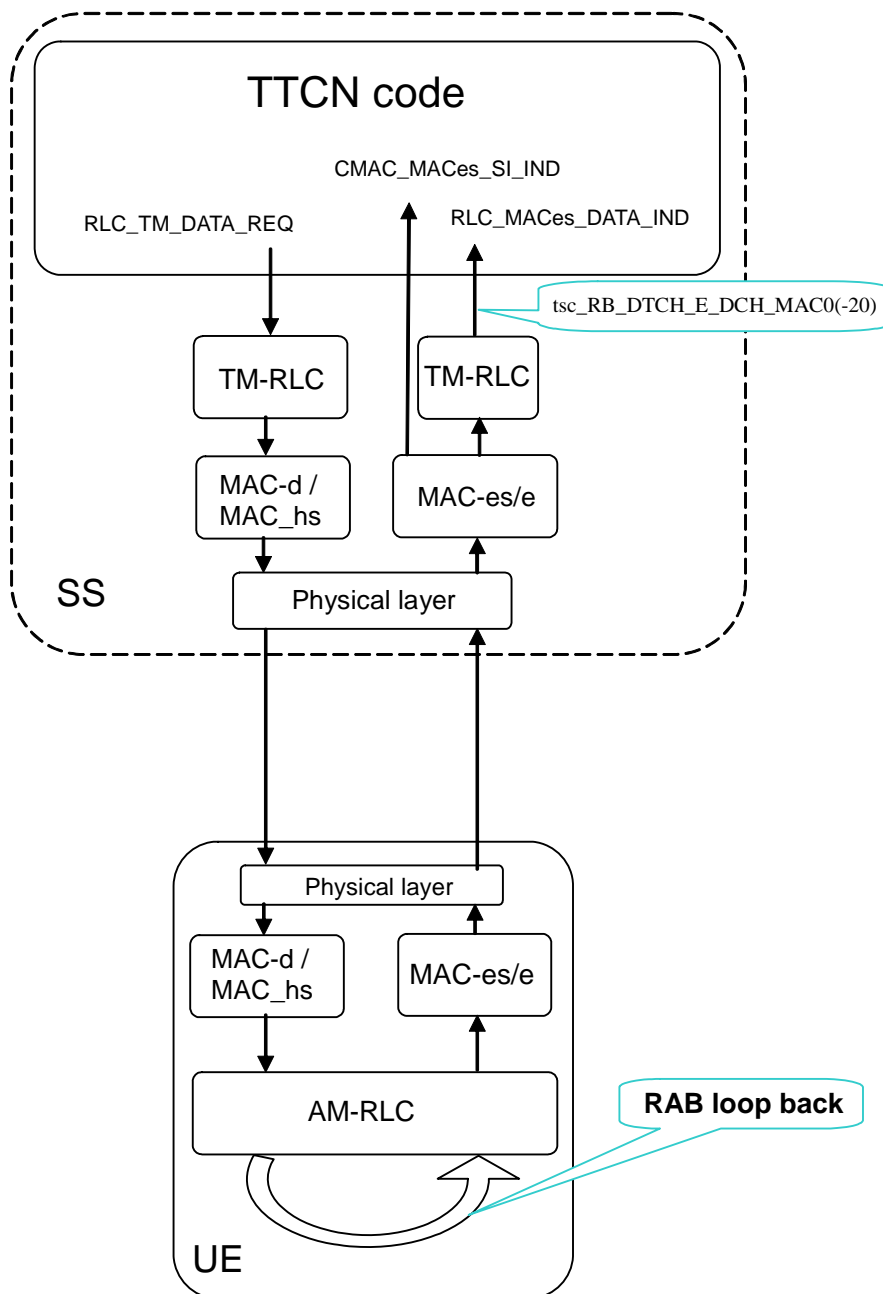 TTCN code
CMAC_MACes_SI_IND
RLC_TM_DATA_REQ
RLC_MACes_DATA_IND
tsc_RB_DTCH_E_DCH_MAC0(-20)
TM-RLC
TM-RLC
MAC-d /
MAC_hs
MAC-es/e
SS
Physical layer
Physical layer
MAC-d /
MAC_hs
MAC-es/e
AM-RLC
RAB loop back
UE